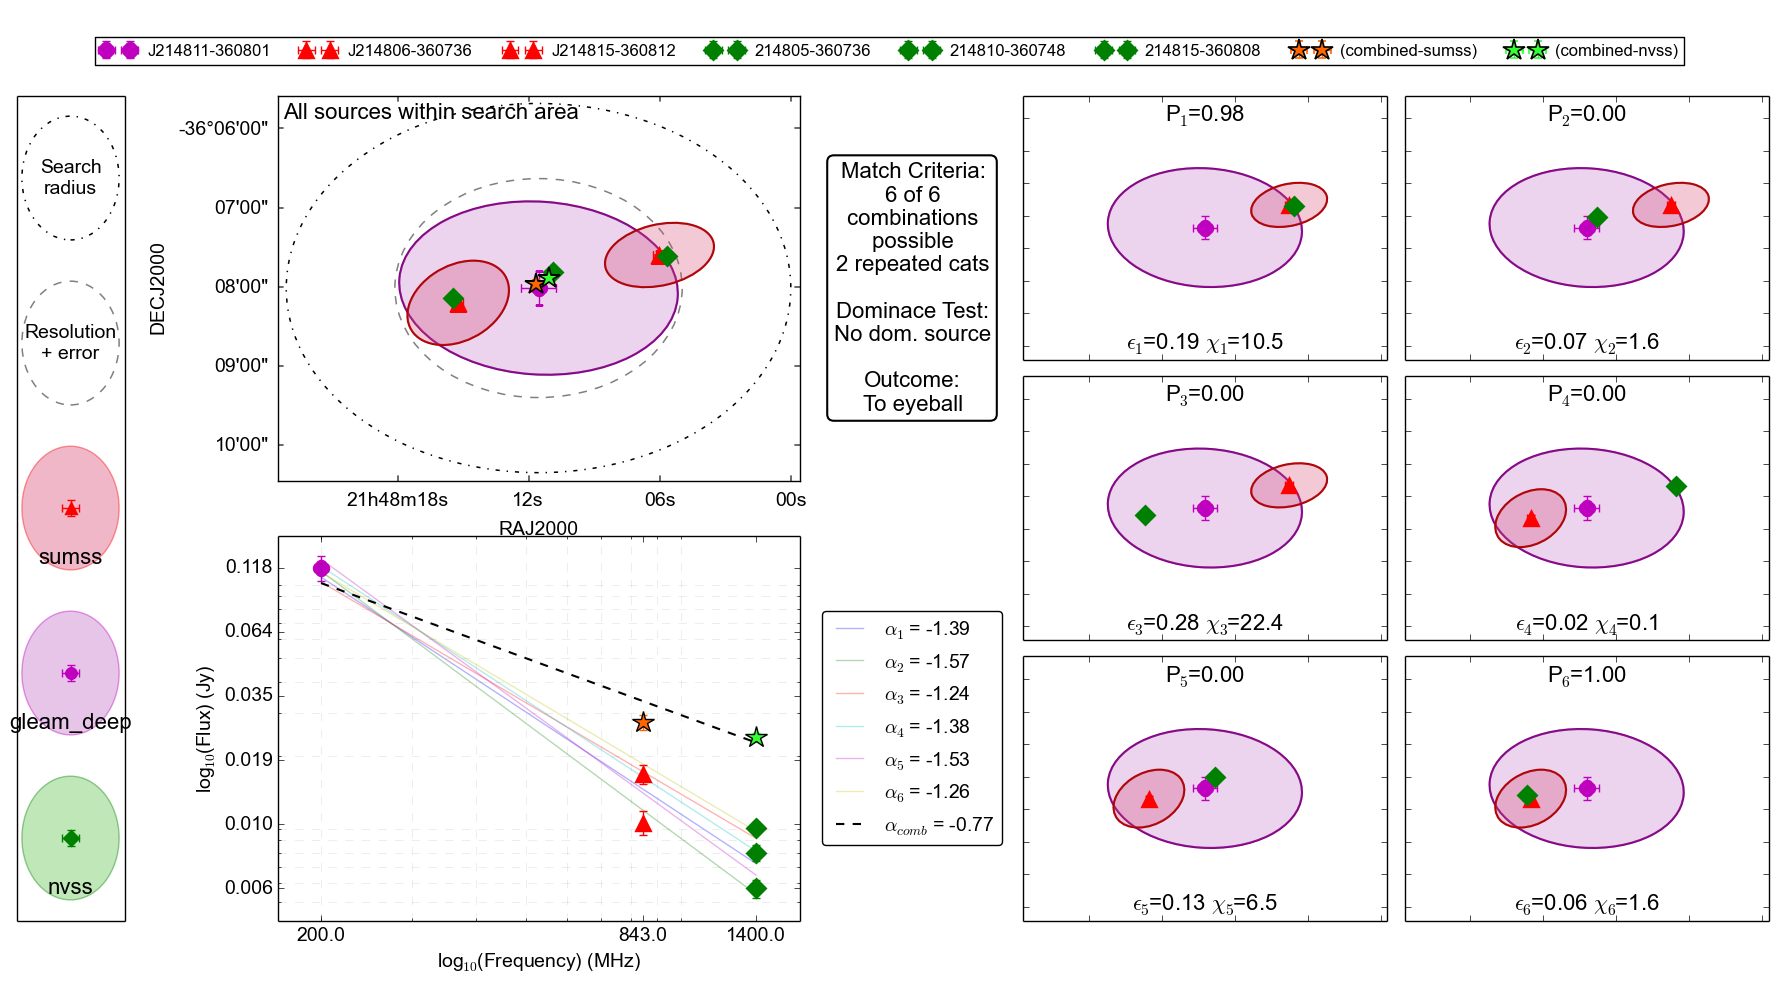 J214811-360801 J214806-360736 J214815-360812 214805-360736 214810-360748 214815-360808 (combined-sumss) (combined-nvss)
Search
radius
Resolution
+ error
sumss
gleam_deep
nvss
All sources within search area
-36°06'00"
07'00"
08'00"
09'00"
10'00"
DECJ2000
21h48m18s 12s 06s 00s
RAJ2000
Match Criteria:
6 of 6
combinations
possible
2 repeated cats
Dominace Test:
No dom. source
Outcome:
To eyeball
0.118
0.064
0.035
0.019
0.010
0.006
log₁₀(Flux) (Jy)
200.0 843.0 1400.0
log₁₀(Frequency) (MHz)
α₁ = -1.39
α₂ = -1.57
α₃ = -1.24
α₄ = -1.38
α₅ = -1.53
α₆ = -1.26
α_comb = -0.77
P₁=0.98
ϵ₁=0.19 χ₁=10.5
P₂=0.00
ϵ₂=0.07 χ₂=1.6
P₃=0.00
ϵ₃=0.28 χ₃=22.4
P₄=0.00
ϵ₄=0.02 χ₄=0.1
P₅=0.00
ϵ₅=0.13 χ₅=6.5
P₆=1.00
ϵ₆=0.06 χ₆=1.6